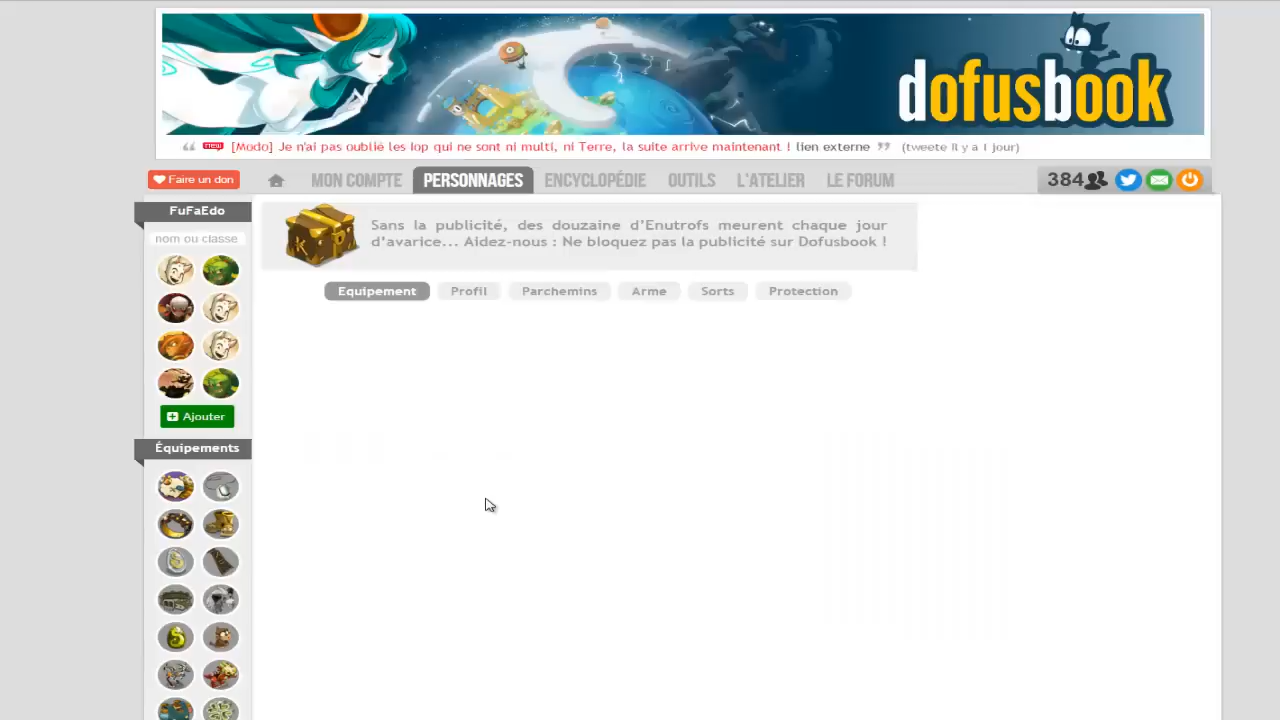 dofusbook
“ new [Modo] Je n'ai pas oublié les Iop qui ne sont ni multi, ni Terre, la suite arrive maintenant ! lien externe ” (tweete il y a 1 jour)
Faire un don MON COMPTE PERSONNAGES ENCYCLOPÉDIE OUTILS L'ATELIER LE FORUM 384
FuFaEdo
nom ou classe
Sans la publicité, des douzaine d'Enutrofs meurent chaque jour
d'avarice... Aidez-nous : Ne bloquez pas la publicité sur Dofusbook !
K P
Equipement Profil Parchemins Arme Sorts Protection
Ajouter
Équipements